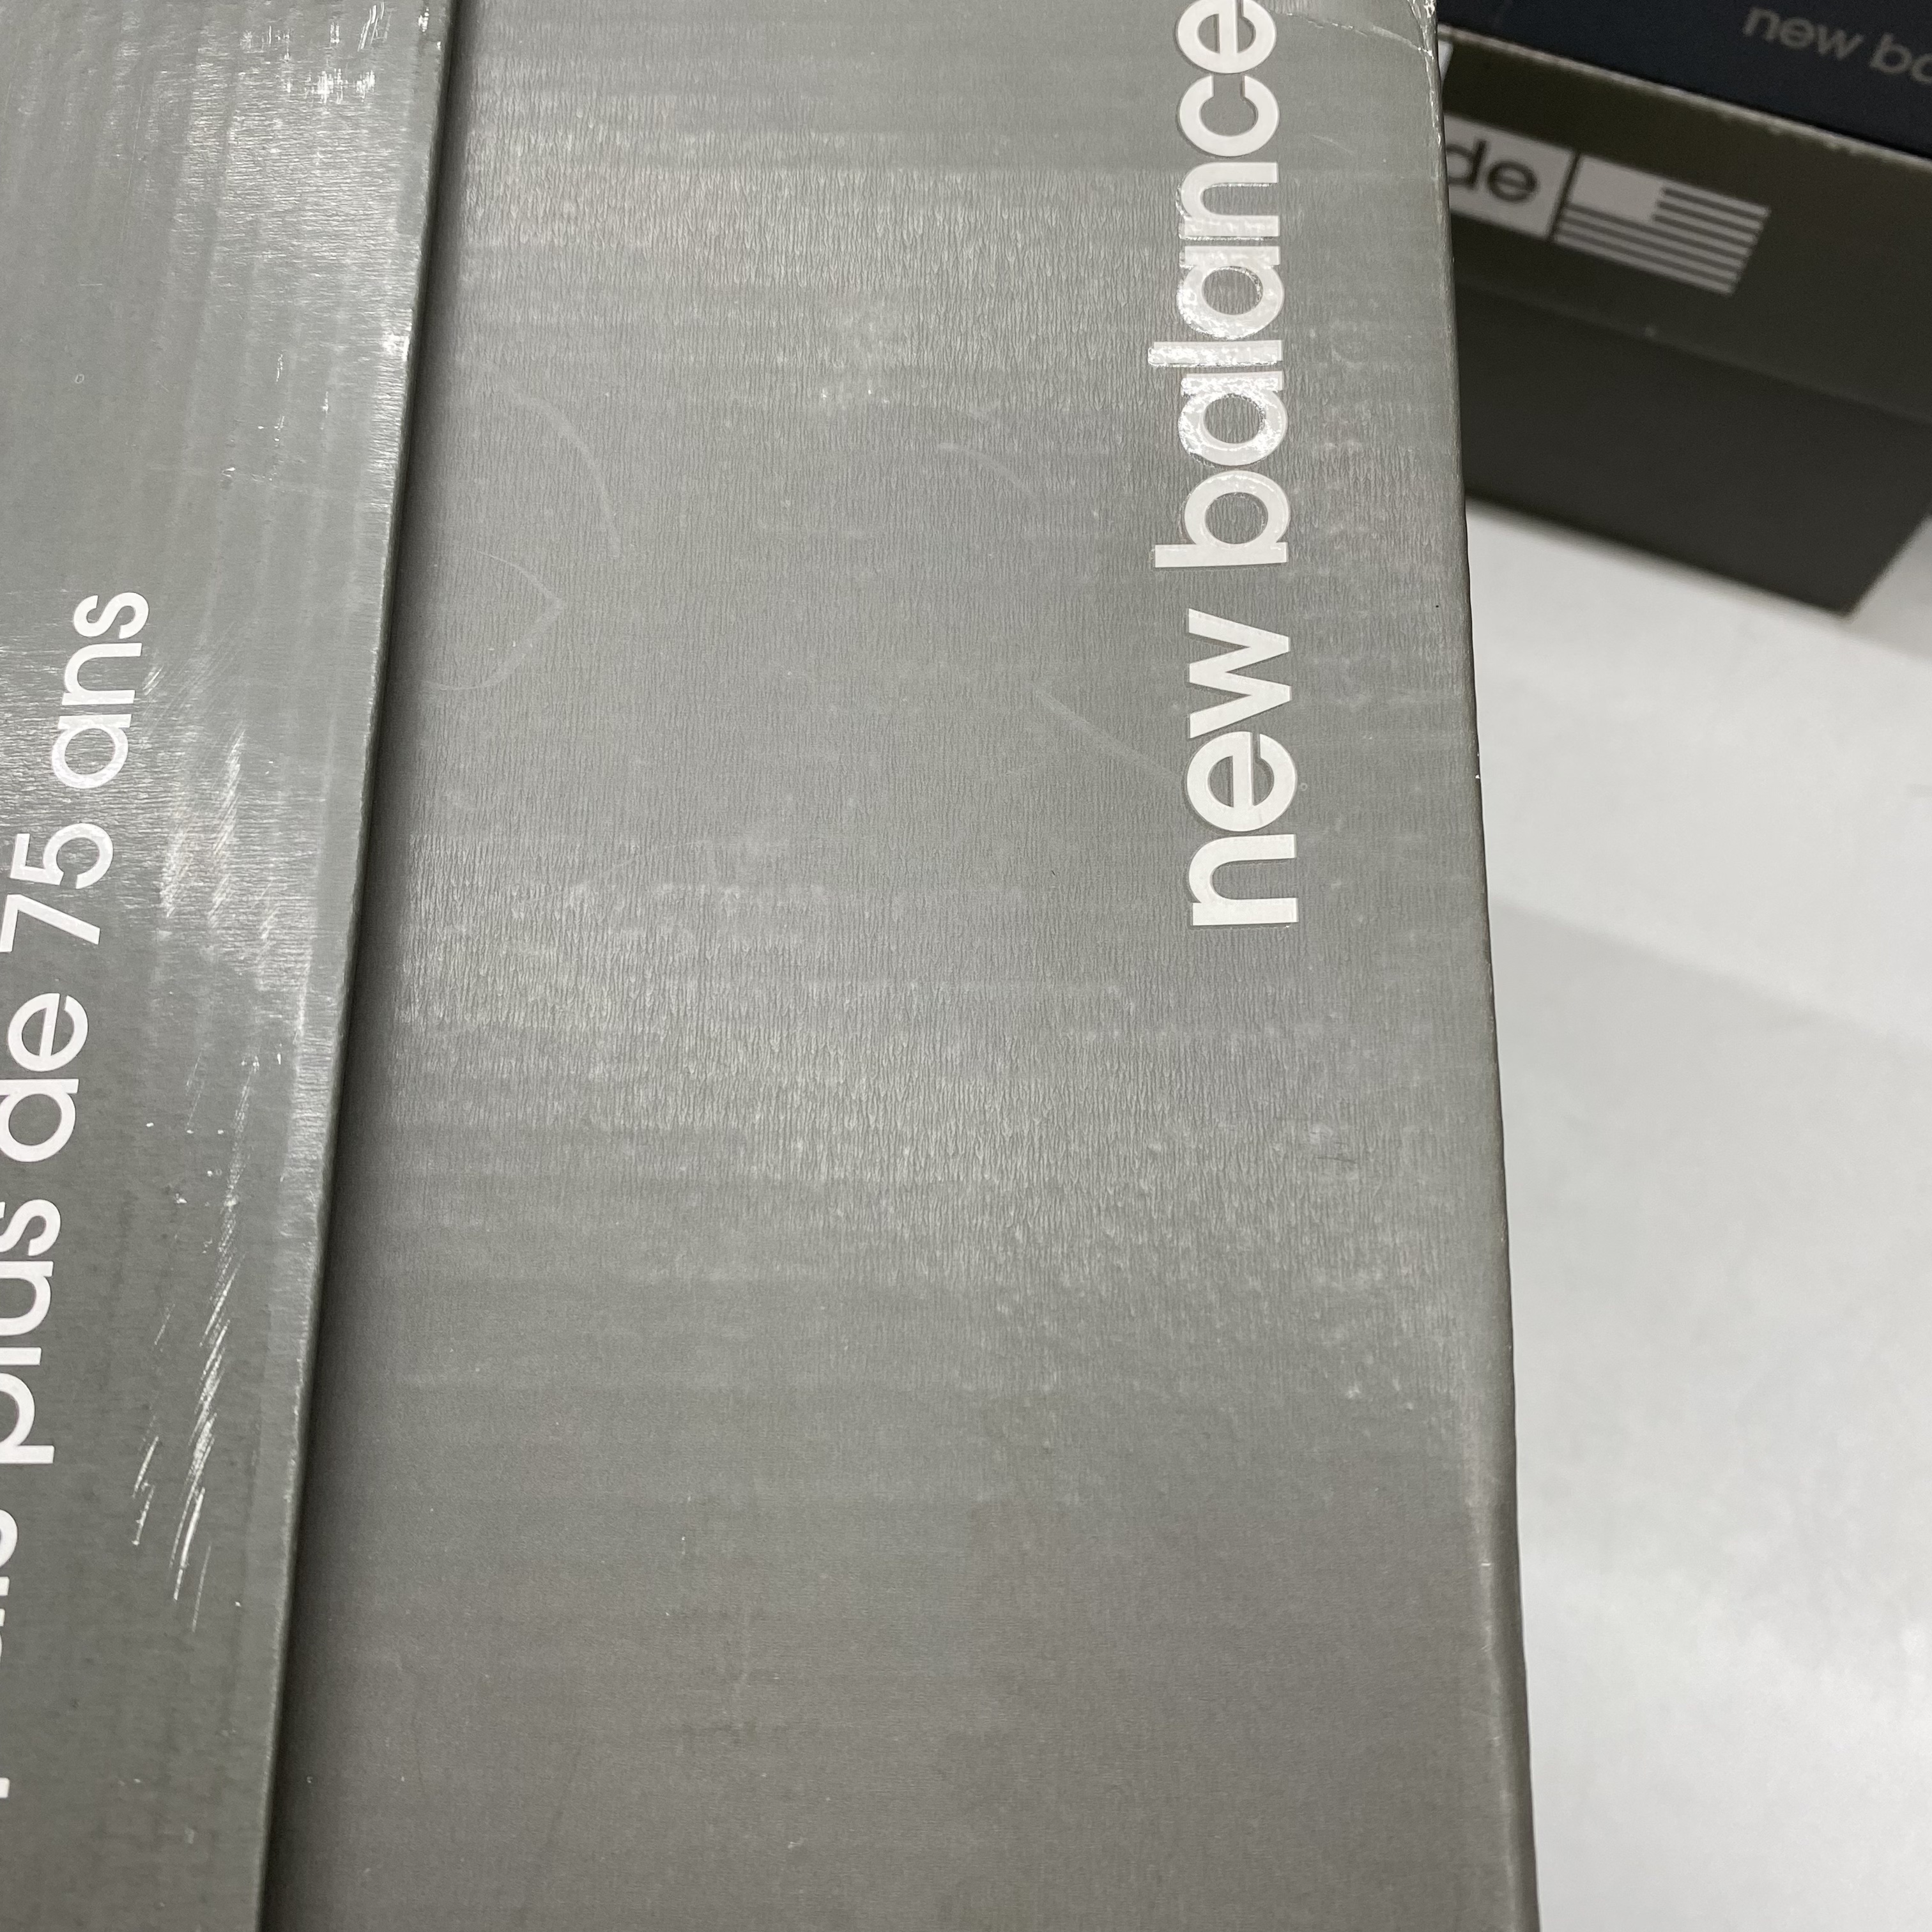 plus de 75 ans
new balance
new ba
de